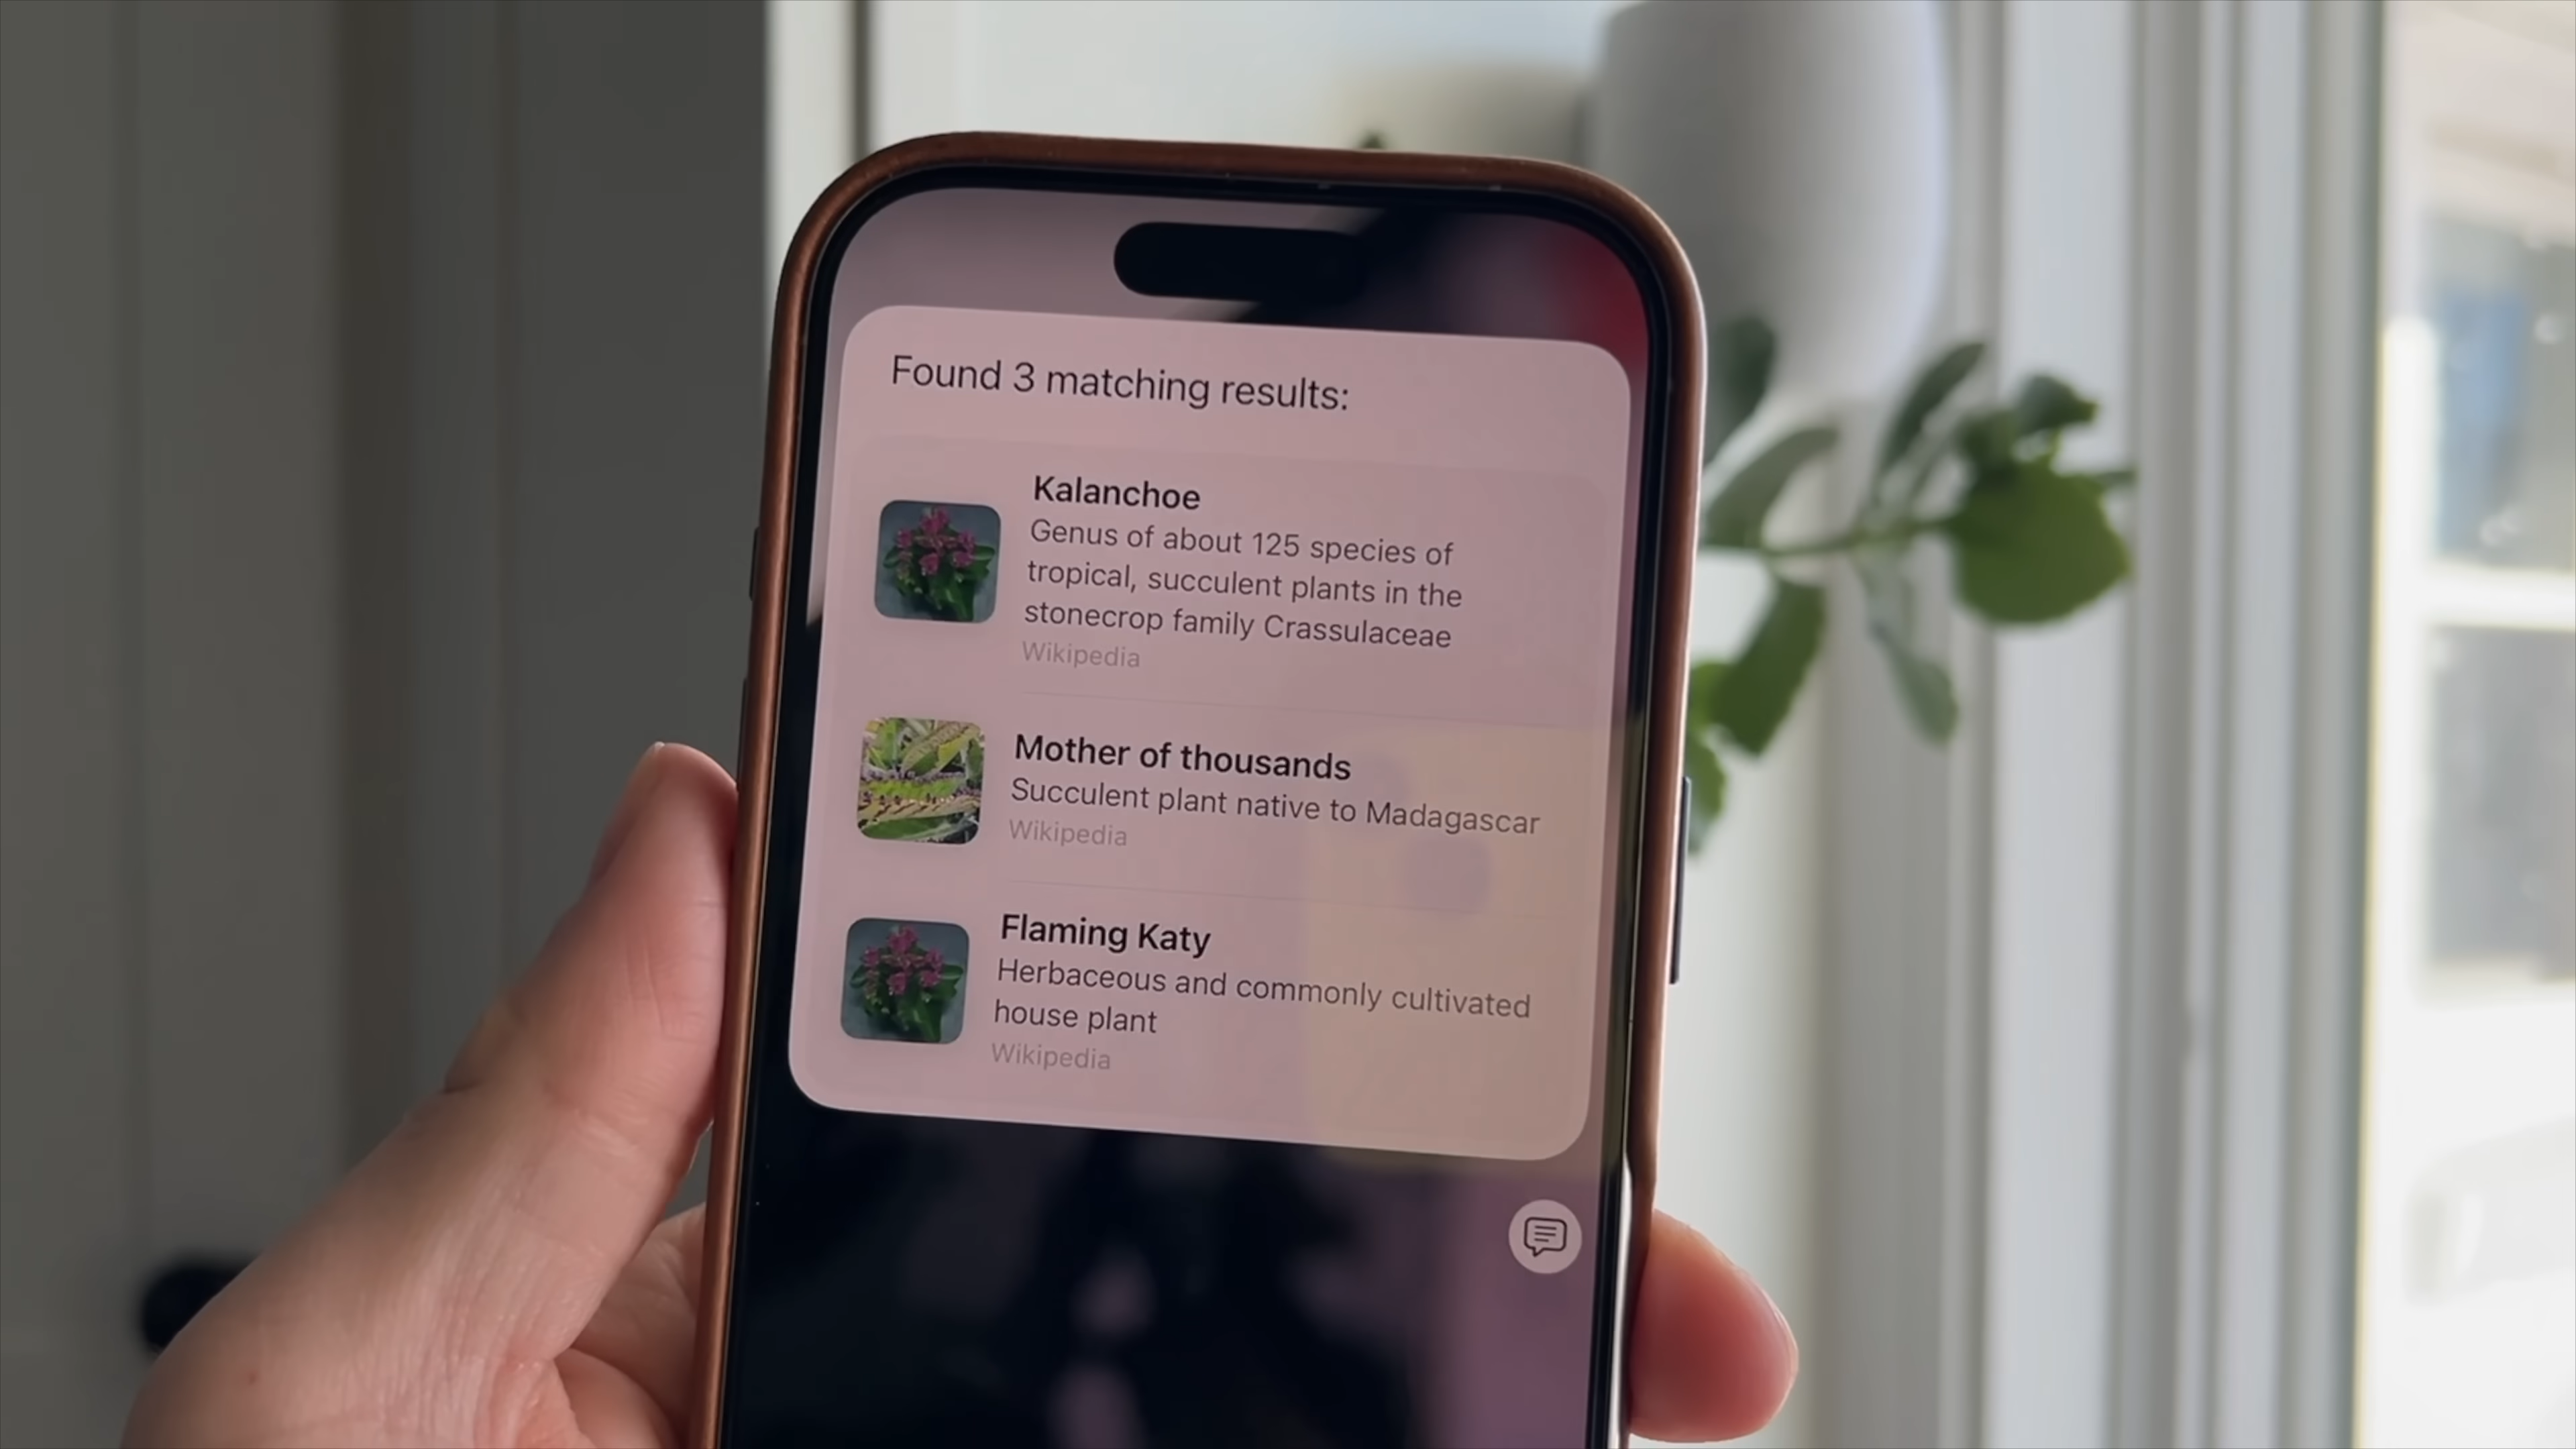 Found 3 matching results:
Kalanchoe
Genus of about 125 species of
tropical, succulent plants in the
stonecrop family Crassulaceae
Wikipedia
Mother of thousands
Succulent plant native to Madagascar
Wikipedia
Flaming Katy
Herbaceous and commonly cultivated
house plant
Wikipedia